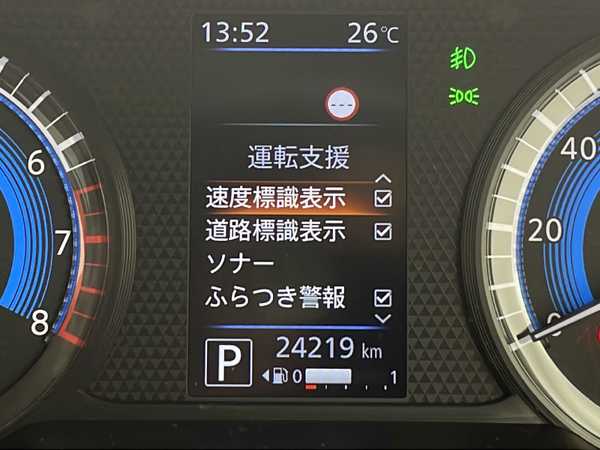 13:52 26℃
---
運転支援
速度標識表示
道路標識表示
ソナー
ふらつき警報
P 24219 km
0 1
6
7
8
40
20
0